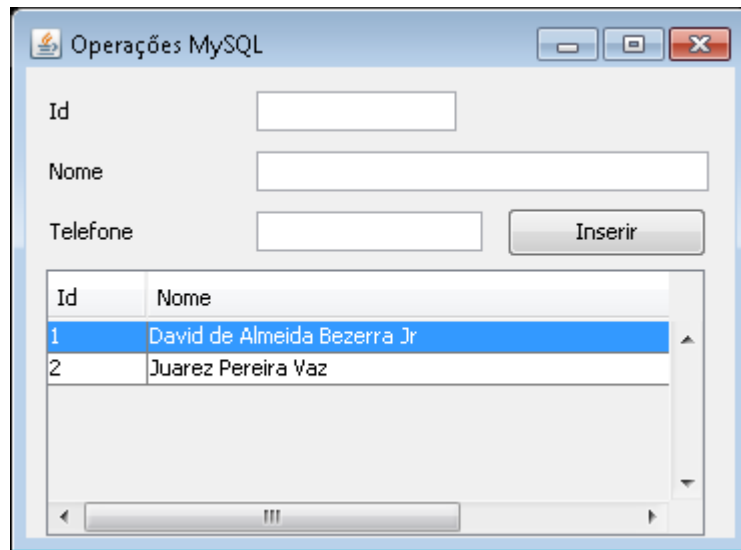 Operações MySQL
Id
Nome
Telefone
Inserir
Id Nome
1 David de Almeida Bezerra Jr
2 Juarez Pereira Vaz